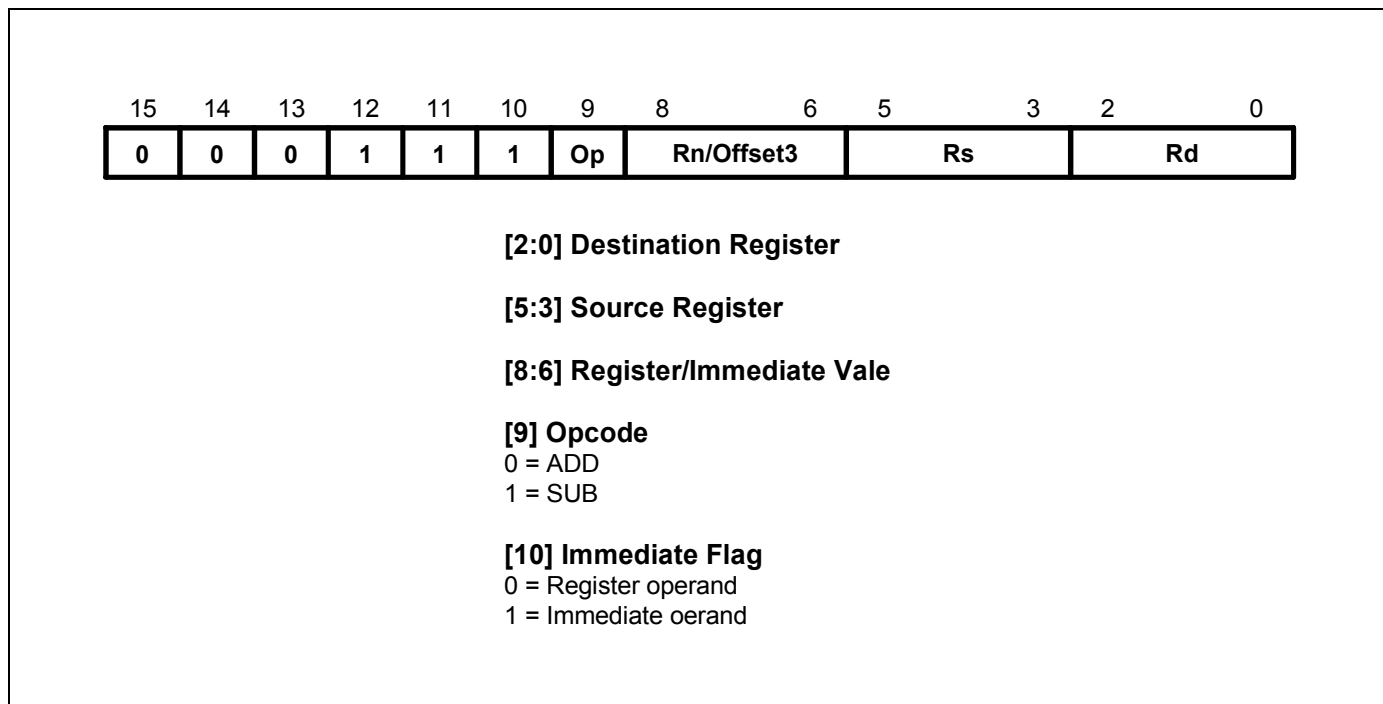 15 14 13 12 11 10 9 8 6 5 3 2 0
0 0 0 1 1 1 Op Rn/Offset3 Rs Rd
[2:0] Destination Register
[5:3] Source Register
[8:6] Register/Immediate Vale
[9] Opcode
0 = ADD
1 = SUB
[10] Immediate Flag
0 = Register operand
1 = Immediate oerand